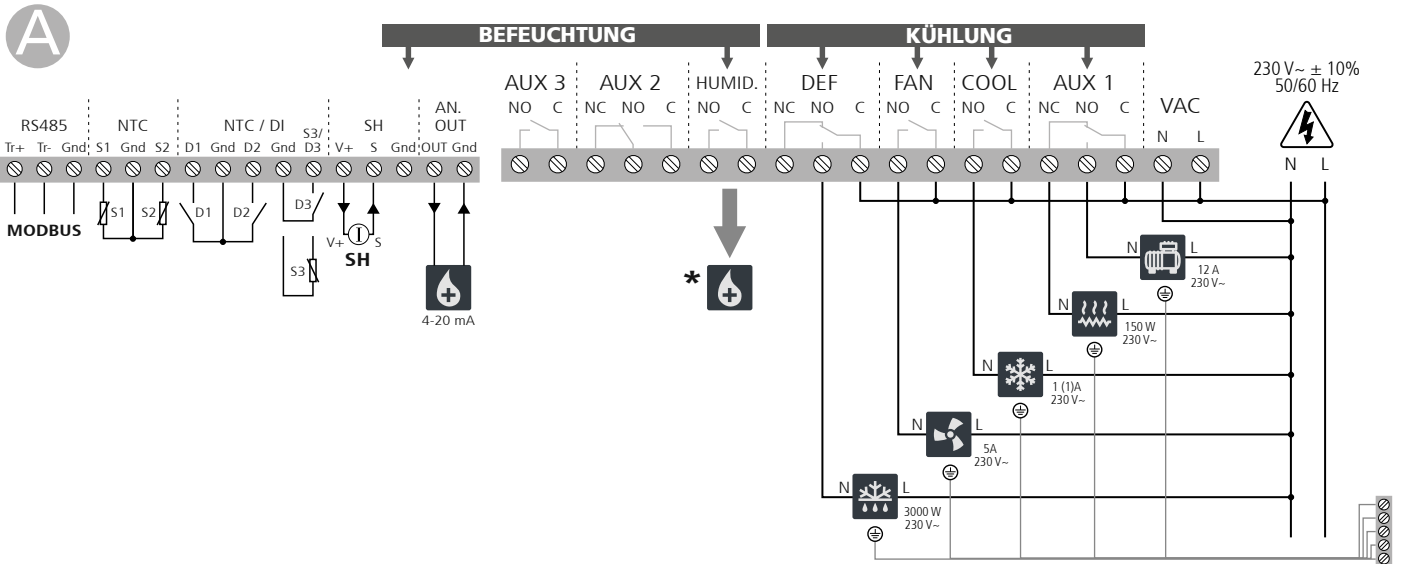 A
BEFEUCHTUNG
KÜHLUNG
230 V~ ± 10%
50/60 Hz
AUX 3 AUX 2 HUMID. DEF FAN COOL AUX 1 VAC
NO C NC NO C NO C NC NO C NO C NO C NC NO C N L
N L
RS485 NTC NTC / DI SH AN. OUT
Tr+ Tr- Gnd S1 Gnd S2 D1 Gnd D2 Gnd S3/D3 V+ S Gnd OUT Gnd
S1 S2 D1 D2 D3
MODBUS
V+ S
SH
S3
4-20 mA
*
N L
12 A
230 V~
N L
150 W
230 V~
N L
1 (1)A
230 V~
N L
5A
230 V~
N L
3000 W
230 V~